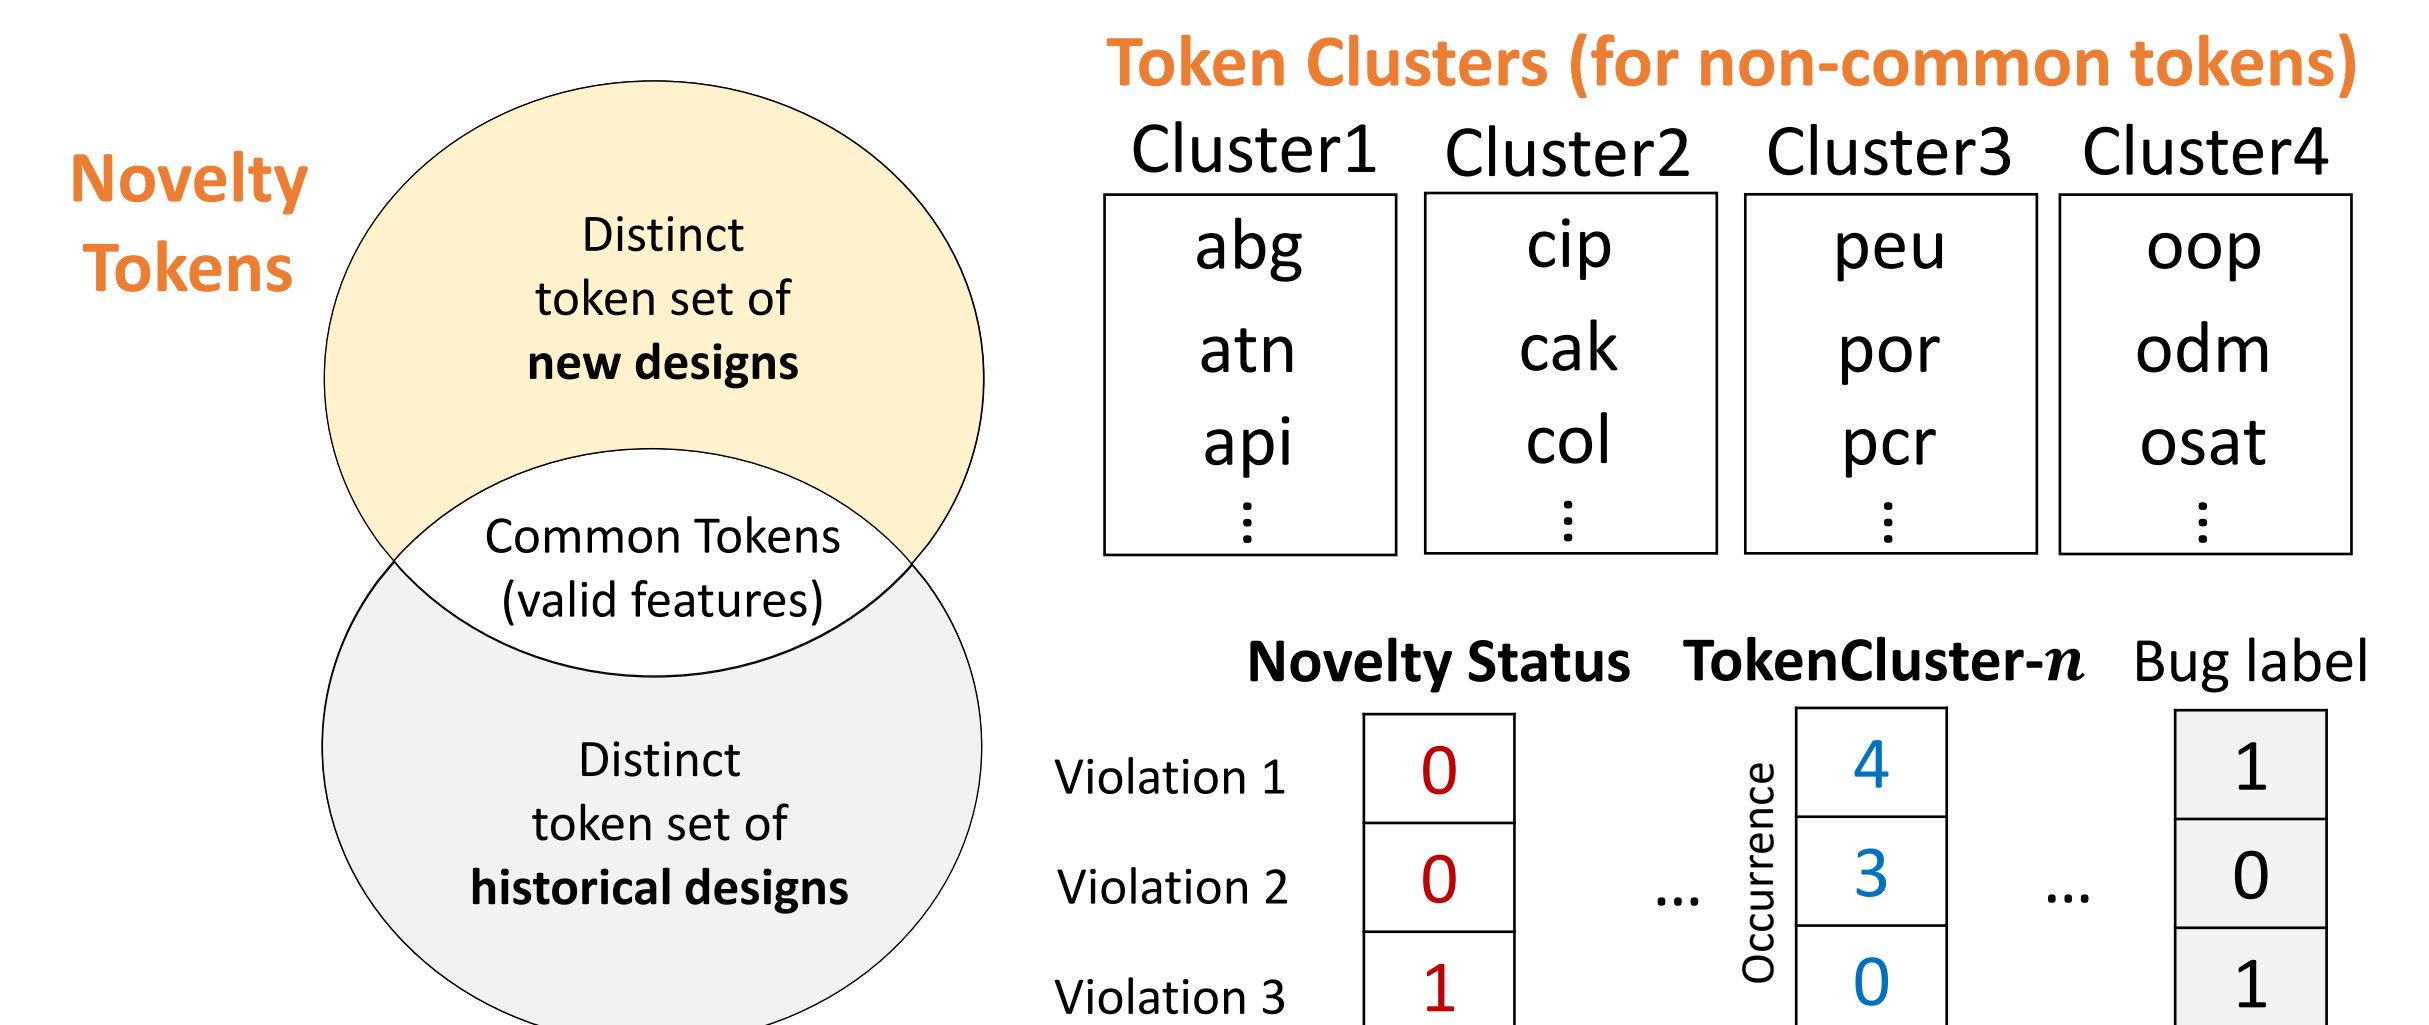 Novelty
Tokens
Distinct
token set of
new designs
Common Tokens
(valid features)
Distinct
token set of
historical designs
Token Clusters (for non-common tokens)
Cluster1 Cluster2 Cluster3 Cluster4
abg cip peu oop
atn cak por odm
api col pcr osat
⋮ ⋮ ⋮ ⋮
Novelty Status TokenCluster-n Bug label
Occurrence
Violation 1 0 4 1
Violation 2 0 ... 3 ... 0
Violation 3 1 0 1